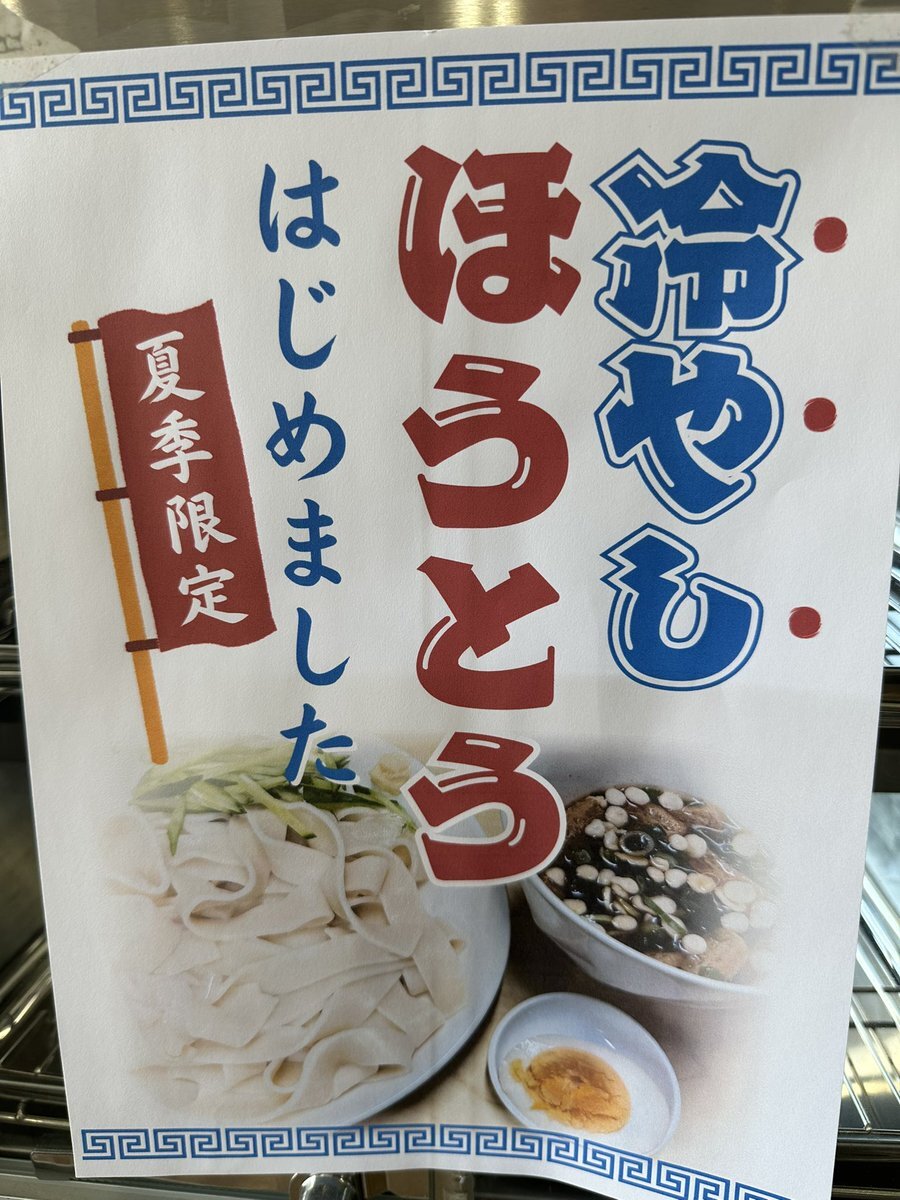 冷やし
ほうとう
はじめました
夏季限定